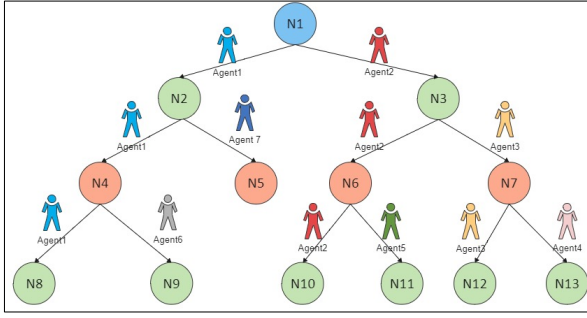 N1
Agent1
Agent2
N2
N3
Agent1
Agent 7
Agent2
Agent3
N4
N5
N6
N7
Agent1
Agent6
Agent2
Agent5
Agent3
Agent4
N8
N9
N10
N11
N12
N13